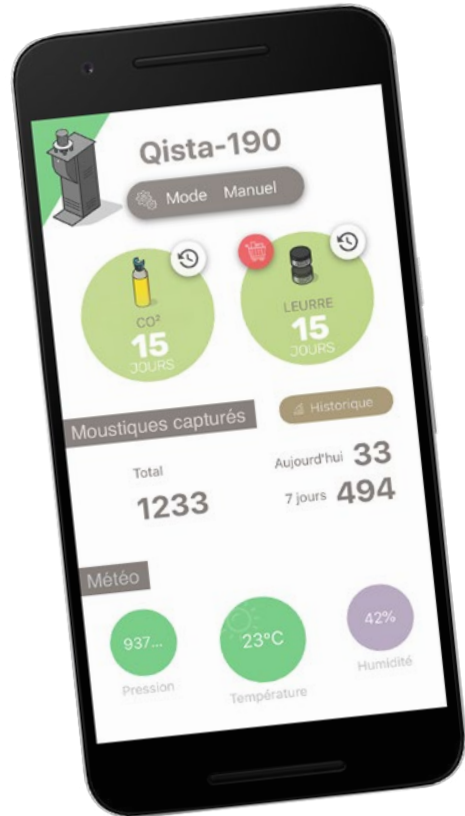 Qista-190
Mode Manuel
CO²
15
JOURS
LEURRE
15
JOURS
Moustiques capturés
Historique
Total
1233
Aujourd'hui 33
7 jours 494
Météo
937...
Pression
23°C
Température
42%
Humidité